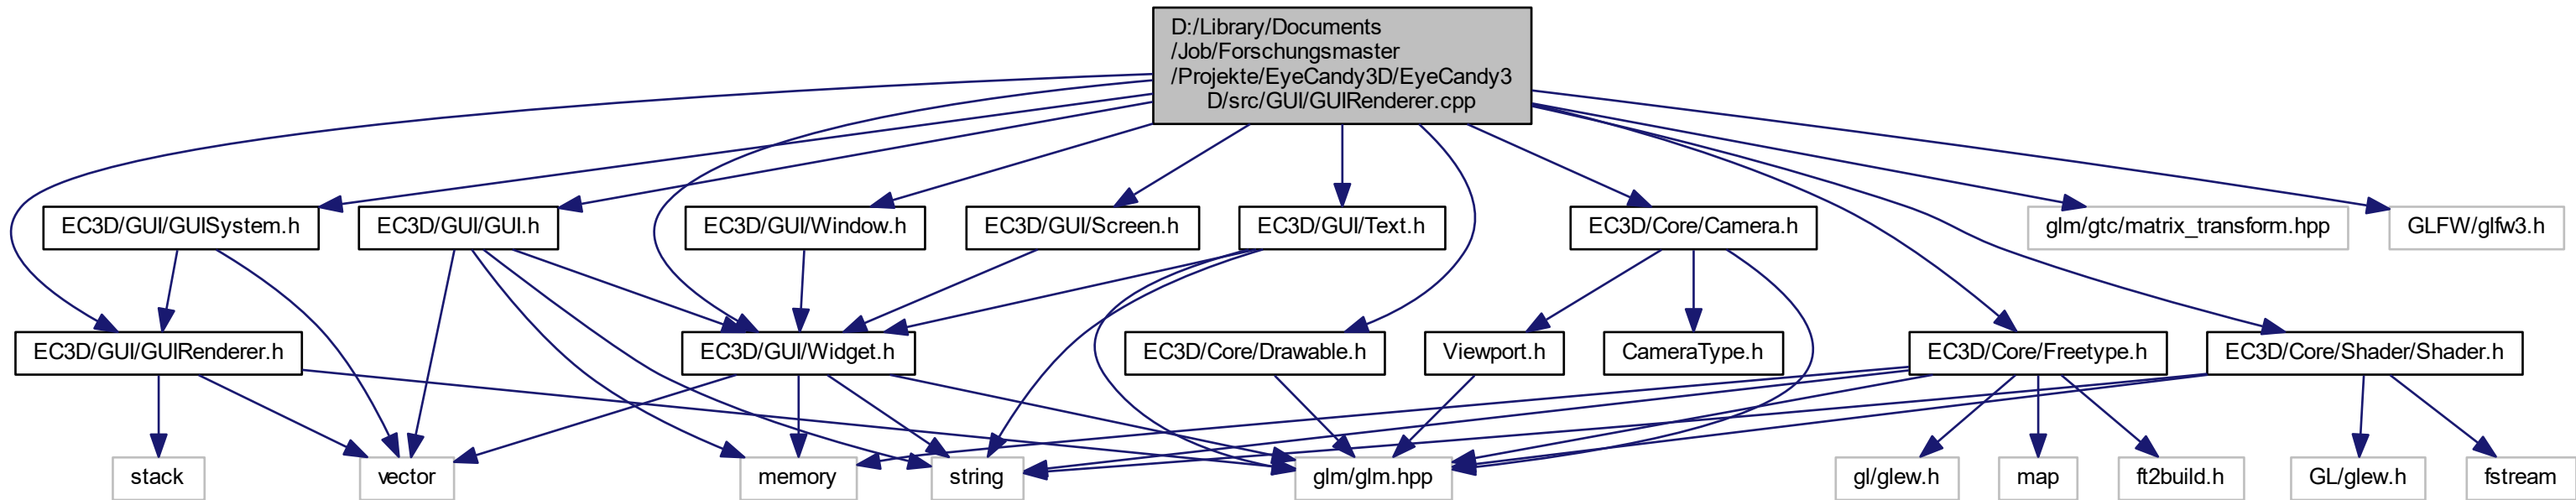 D:/Library/Documents
/Job/Forschungsmaster
/Projekte/EyeCandy3D/EyeCandy3
D/src/GUI/GUIRenderer.cpp
EC3D/GUI/GUISystem.h
EC3D/GUI/GUI.h
EC3D/GUI/Window.h
EC3D/GUI/Screen.h
EC3D/GUI/Text.h
EC3D/Core/Camera.h
glm/gtc/matrix_transform.hpp
GLFW/glfw3.h
EC3D/GUI/GUIRenderer.h
EC3D/GUI/Widget.h
EC3D/Core/Drawable.h
Viewport.h
CameraType.h
EC3D/Core/Freetype.h
EC3D/Core/Shader/Shader.h
stack
vector
memory
string
glm/glm.hpp
gl/glew.h
map
ft2build.h
GL/glew.h
fstream